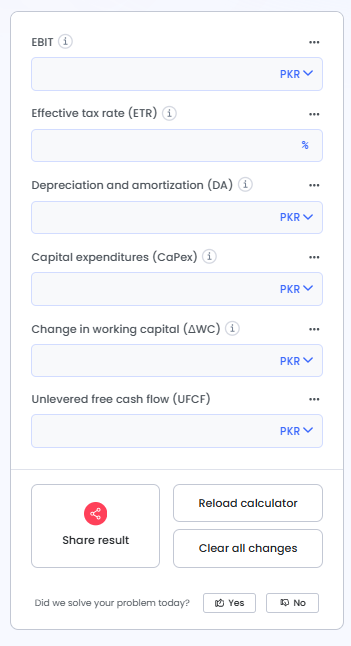 EBIT i ...
PKR
Effective tax rate (ETR) i ...
%
Depreciation and amortization (DA) i ...
PKR
Capital expenditures (CaPex) i ...
PKR
Change in working capital (ΔWC) i ...
PKR
Unlevered free cash flow (UFCF) ...
PKR
Share result
Reload calculator
Clear all changes
Did we solve your problem today? Yes No